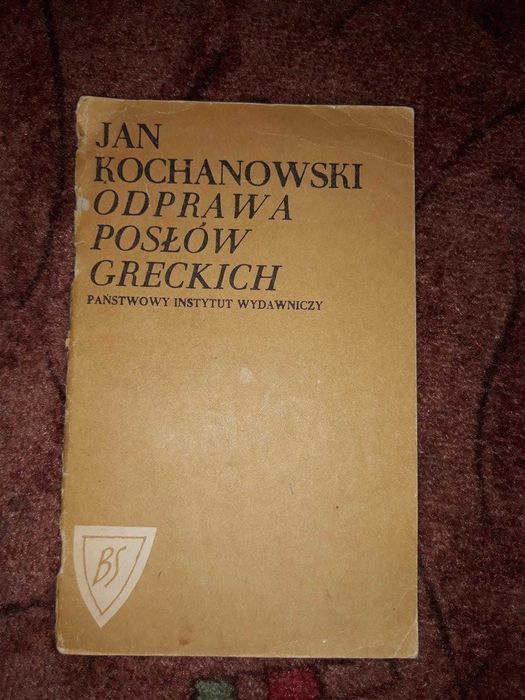 JAN
KOCHANOWSKI
ODPRAWA
POSŁÓW
GRECKICH
PAŃSTWOWY INSTYTUT WYDAWNICZY
BS